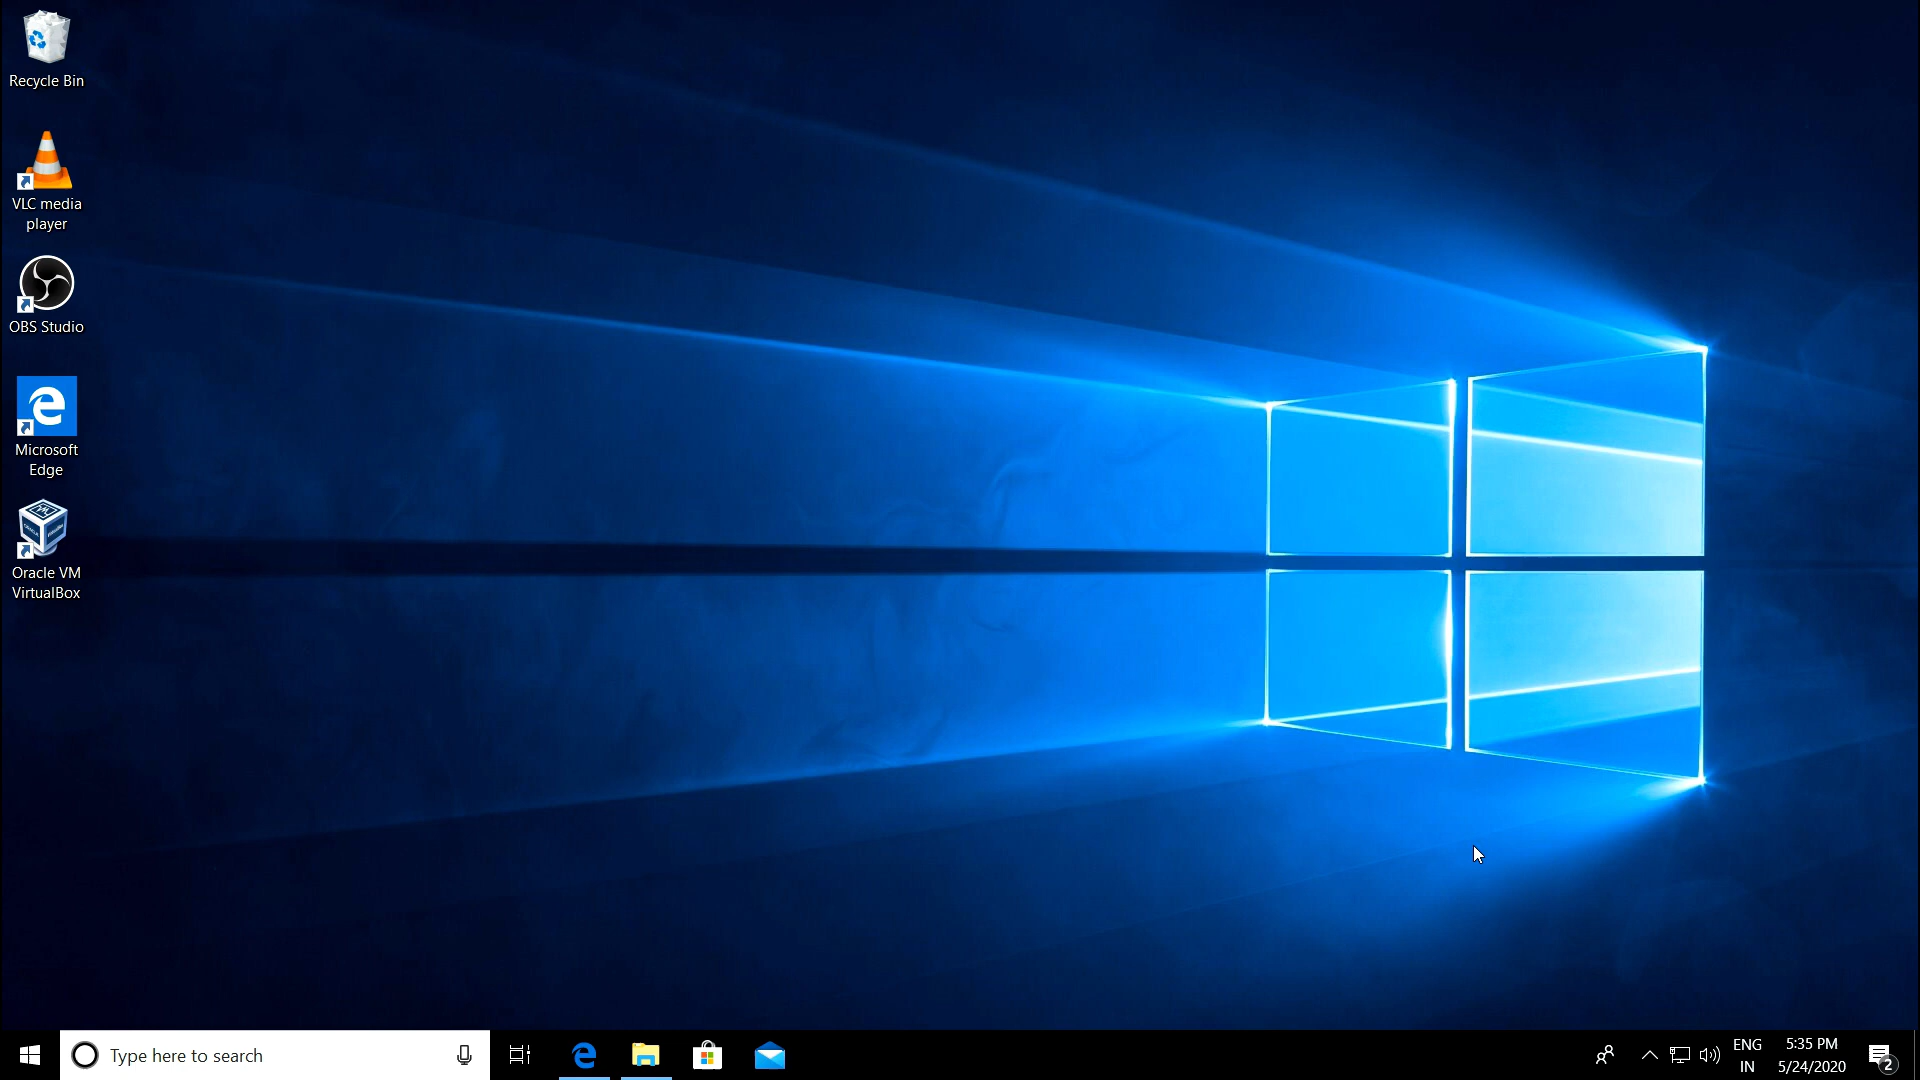 Recycle Bin
VLC media
player
OBS Studio
Microsoft
Edge
Oracle VM
VirtualBox
Type here to search
ENG
IN
5:35 PM
5/24/2020
2